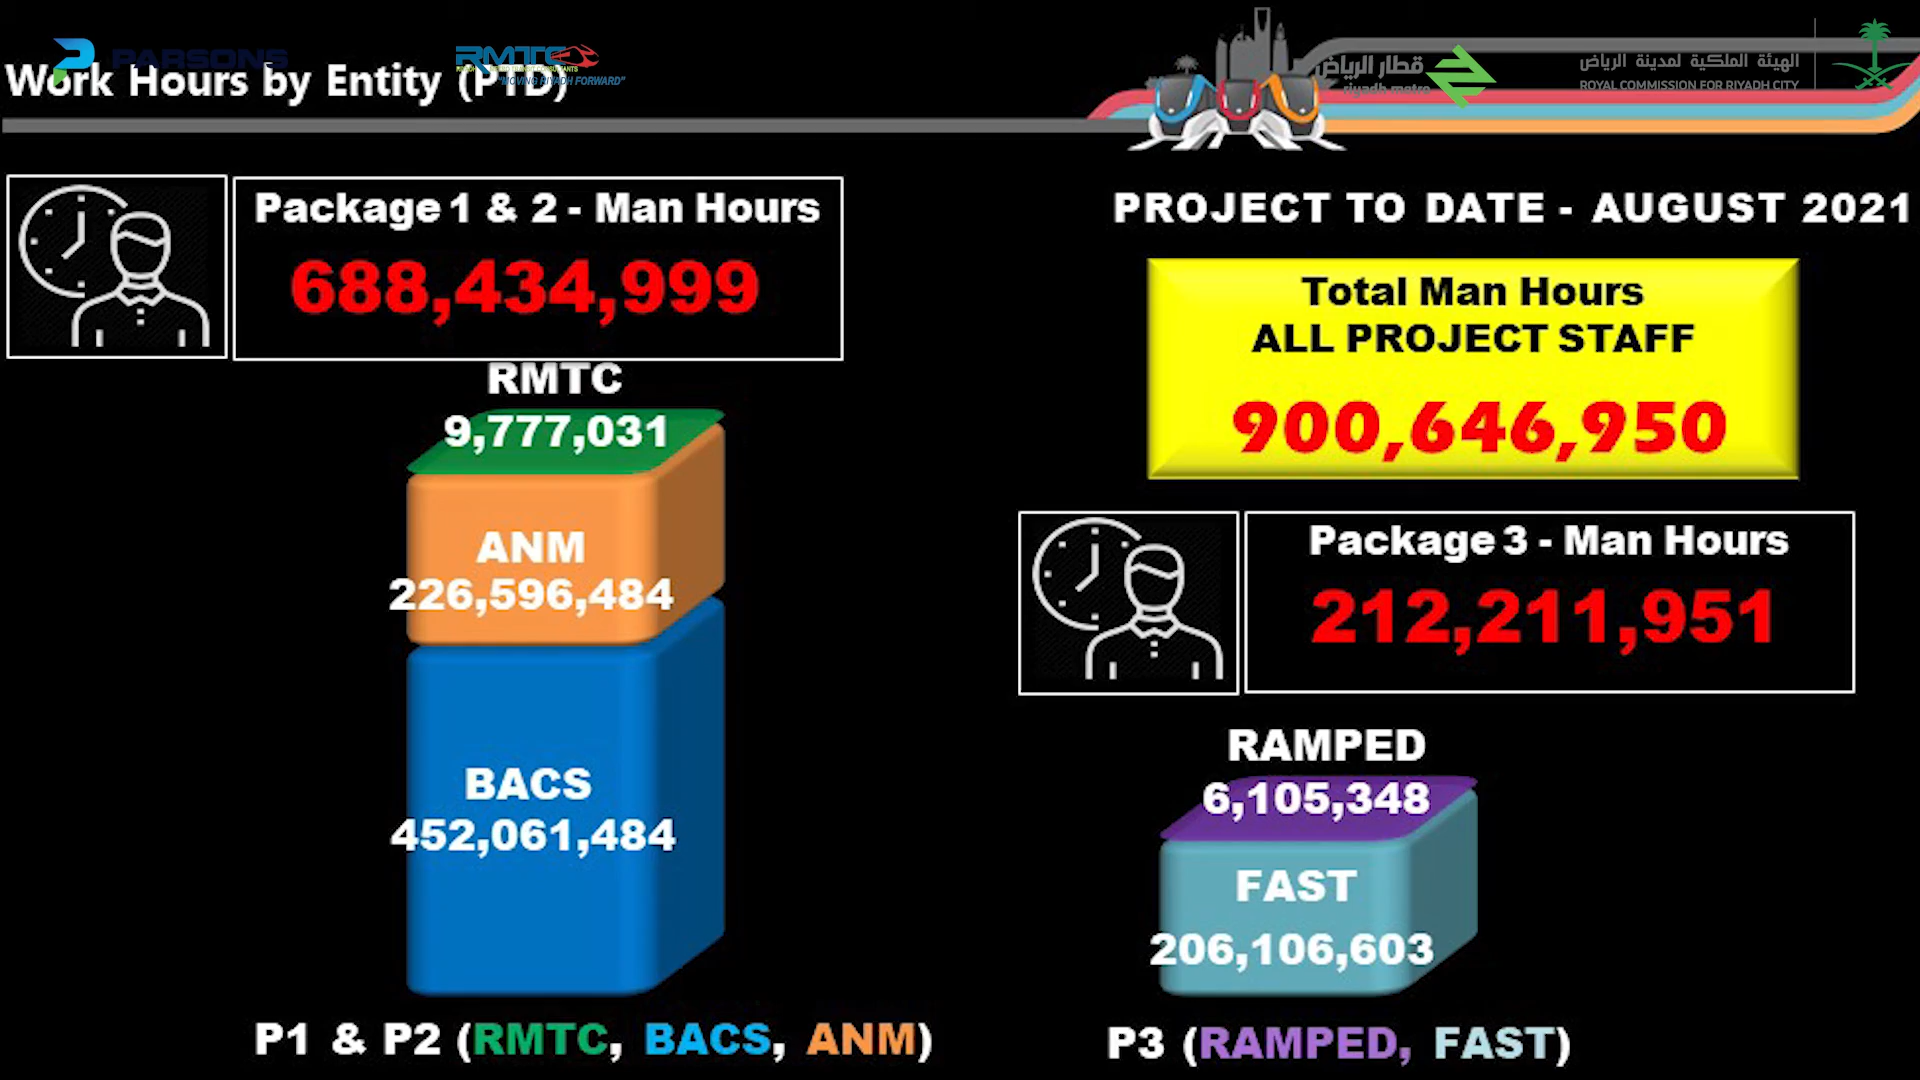 PARSONS
RMTC
"MOVING RIYADH FORWARD"
Work Hours by Entity (PTD)
قطار الرياض
riyadh metro
الهيئة الملكية لمدينة الرياض
ROYAL COMMISSION FOR RIYADH CITY
Package 1 & 2 - Man Hours
688,434,999
PROJECT TO DATE - AUGUST 2021
Total Man Hours
ALL PROJECT STAFF
900,646,950
RMTC
9,777,031
ANM
226,596,484
BACS
452,061,484
P1 & P2 (RMTC, BACS, ANM)
Package 3 - Man Hours
212,211,951
RAMPED
6,105,348
FAST
206,106,603
P3 (RAMPED, FAST)